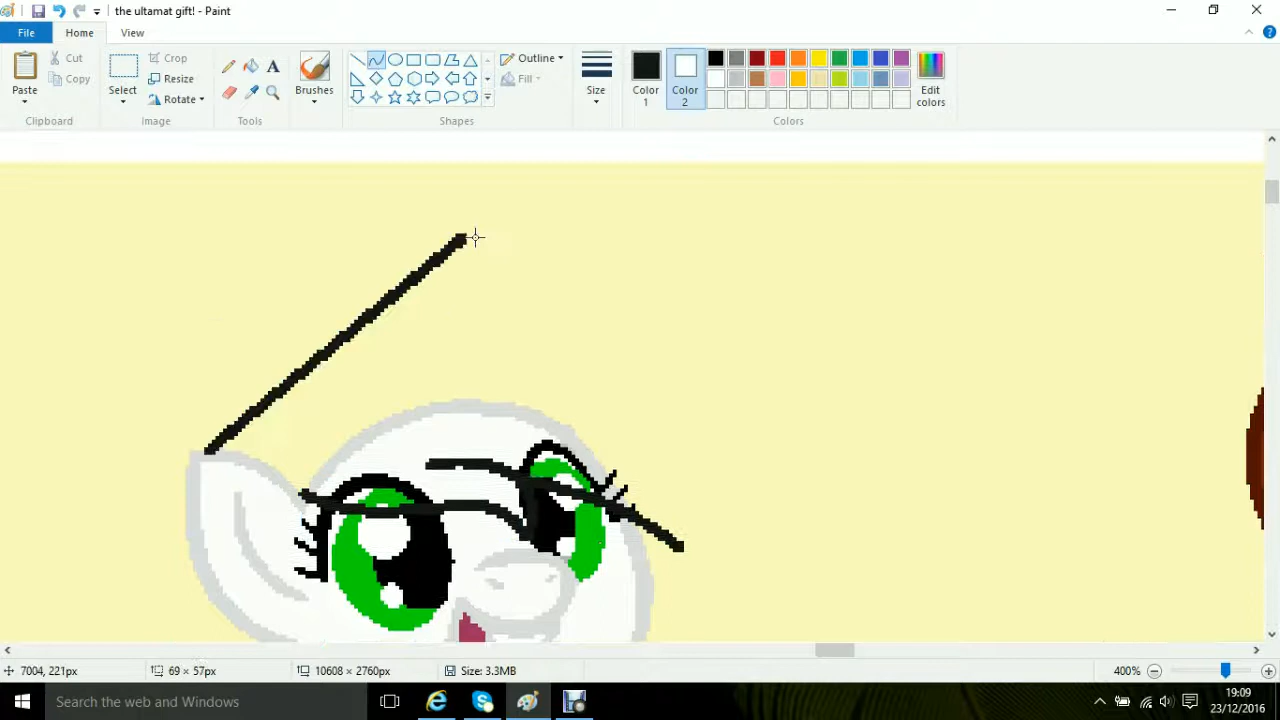 the ultamat gift! - Paint
File Home View
Paste Cut Copy Clipboard
Select Crop Resize Rotate Image
Tools
Brushes
Shapes
Outline
Fill
Size
Color 1
Color 2
Colors
Edit colors
7004, 221px 69 × 57px 10608 × 2760px Size: 3.3MB 400%
Search the web and Windows
19:09
23/12/2016